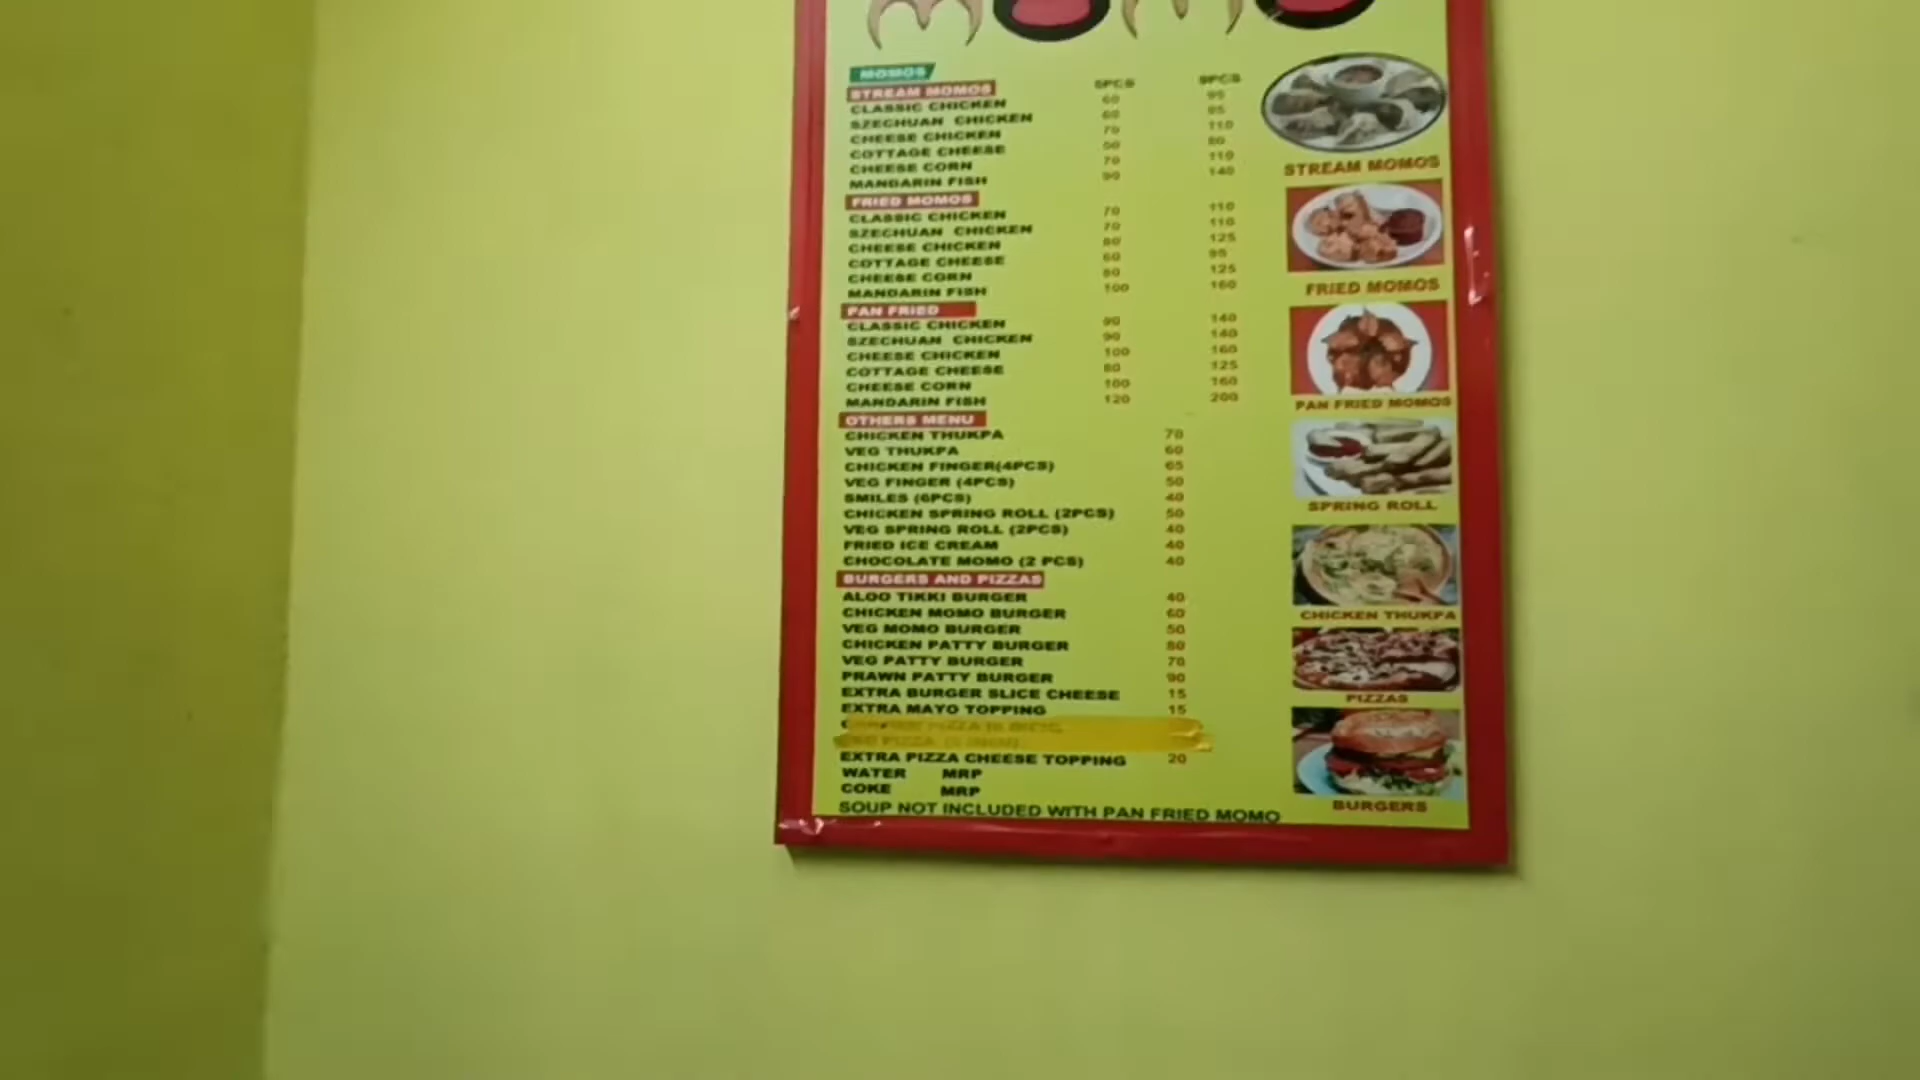 MOMO
MOMOS
STREAM MOMOS 5PCS 8PCS
CLASSIC CHICKEN 60 95
SZECHUAN CHICKEN 60 95
CHEESE CHICKEN 70 110
COTTAGE CHEESE 50 80
CHEESE CORN 70 110
MANDARIN FISH 90 140
FRIED MOMOS
CLASSIC CHICKEN 70 110
SZECHUAN CHICKEN 70 110
CHEESE CHICKEN 80 125
COTTAGE CHEESE 60 95
CHEESE CORN 80 125
MANDARIN FISH 100 160
PAN FRIED
CLASSIC CHICKEN 90 140
SZECHUAN CHICKEN 90 140
CHEESE CHICKEN 100 160
COTTAGE CHEESE 80 125
CHEESE CORN 100 160
MANDARIN FISH 120 200
OTHERS MENU
CHICKEN THUKPA 70
VEG THUKPA 60
CHICKEN FINGER(4PCS) 65
VEG FINGER (4PCS) 50
SMILES (6PCS) 40
CHICKEN SPRING ROLL (2PCS) 50
VEG SPRING ROLL (2PCS) 40
FRIED ICE CREAM 40
CHOCOLATE MOMO (2 PCS) 40
BURGERS AND PIZZAS
ALOO TIKKI BURGER 40
CHICKEN MOMO BURGER 60
VEG MOMO BURGER 50
CHICKEN PATTY BURGER 80
VEG PATTY BURGER 70
PRAWN PATTY BURGER 90
EXTRA BURGER SLICE CHEESE 15
EXTRA MAYO TOPPING 15
PIZZA
PIZZA
EXTRA PIZZA CHEESE TOPPING 20
WATER MRP
COKE MRP
SOUP NOT INCLUDED WITH PAN FRIED MOMO
STREAM MOMOS
FRIED MOMOS
PAN FRIED MOMOS
SPRING ROLL
CHICKEN THUKPA
PIZZAS
BURGERS